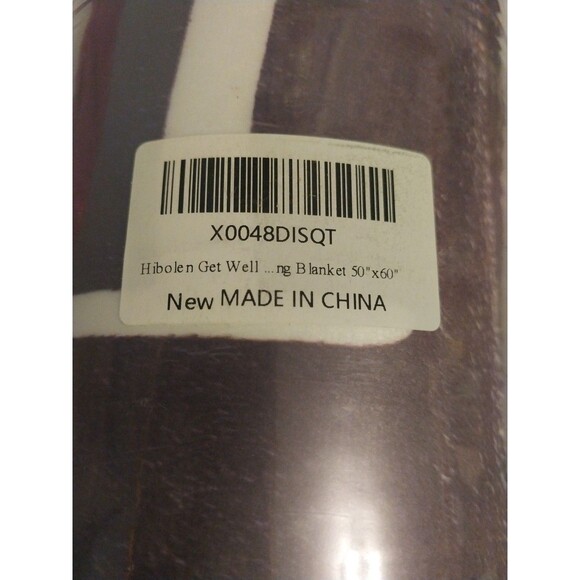 X0048DISQT
Hibolen Get Well ...ng Blanket 50"x60"
New MADE IN CHINA